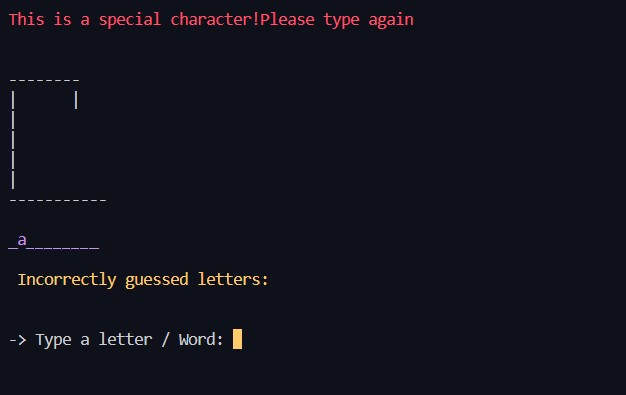 This is a special character!Please type again
--------
|      |
|
|
|
|
-----------
_a________
Incorrectly guessed letters:
-> Type a letter / Word: